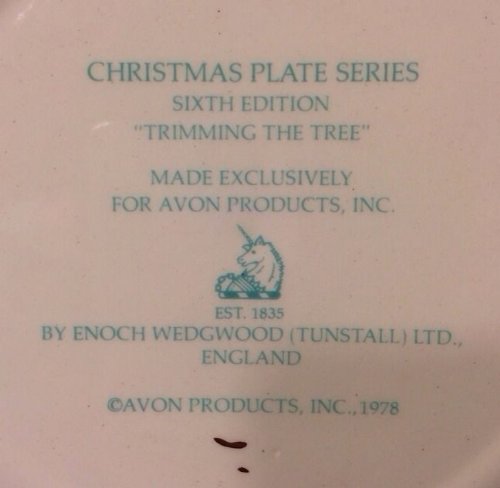 CHRISTMAS PLATE SERIES
SIXTH EDITION
"TRIMMING THE TREE"
MADE EXCLUSIVELY
FOR AVON PRODUCTS, INC.
EST. 1835
BY ENOCH WEDGWOOD (TUNSTALL) LTD.,
ENGLAND
©AVON PRODUCTS, INC., 1978